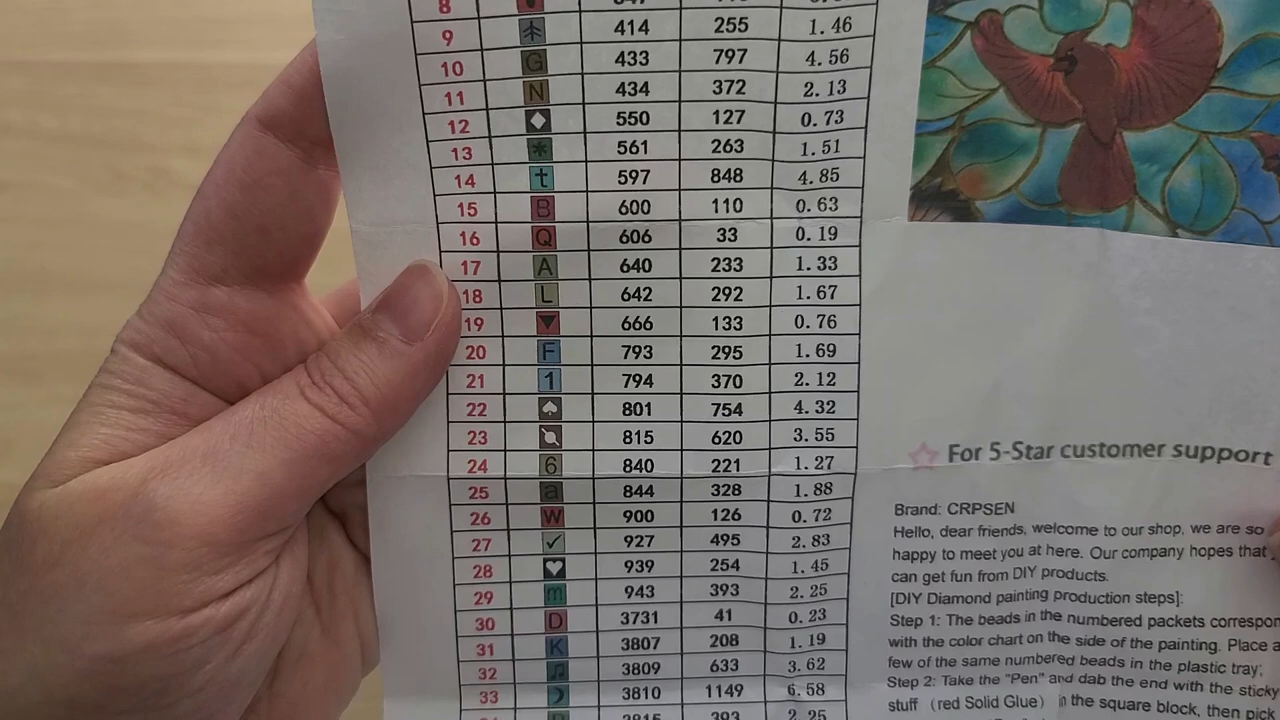 8
9 414 255 1.46
10 G 433 797 4.56
11 N 434 372 2.13
12 ◆ 550 127 0.73
13 * 561 263 1.51
14 t 597 848 4.85
15 B 600 110 0.63
16 Q 606 33 0.19
17 A 640 233 1.33
18 L 642 292 1.67
19 ▼ 666 133 0.76
20 F 793 295 1.69
21 1 794 370 2.12
22 ♠ 801 754 4.32
23 815 620 3.55
24 6 840 221 1.27
25 a 844 328 1.88
26 W 900 126 0.72
27 ✓ 927 495 2.83
28 ♥ 939 254 1.45
29 m 943 393 2.25
30 D 3731 41 0.23
31 K 3807 208 1.19
32 ♫ 3809 633 3.62
33 ☽ 3810 1149 6.58
2.25
For 5-Star customer support
Brand: CRPSEN
Hello, dear friends, welcome to our shop, we are so
happy to meet you at here. Our company hopes that
can get fun from DIY products.
[DIY Diamond painting production steps]:
Step 1: The beads in the numbered packets correspon
with the color chart on the side of the painting. Place a
few of the same numbered beads in the plastic tray;
Step 2: Take the "Pen" and dab the end with the sticky
stuff (red Solid Glue) in the square block, then pick